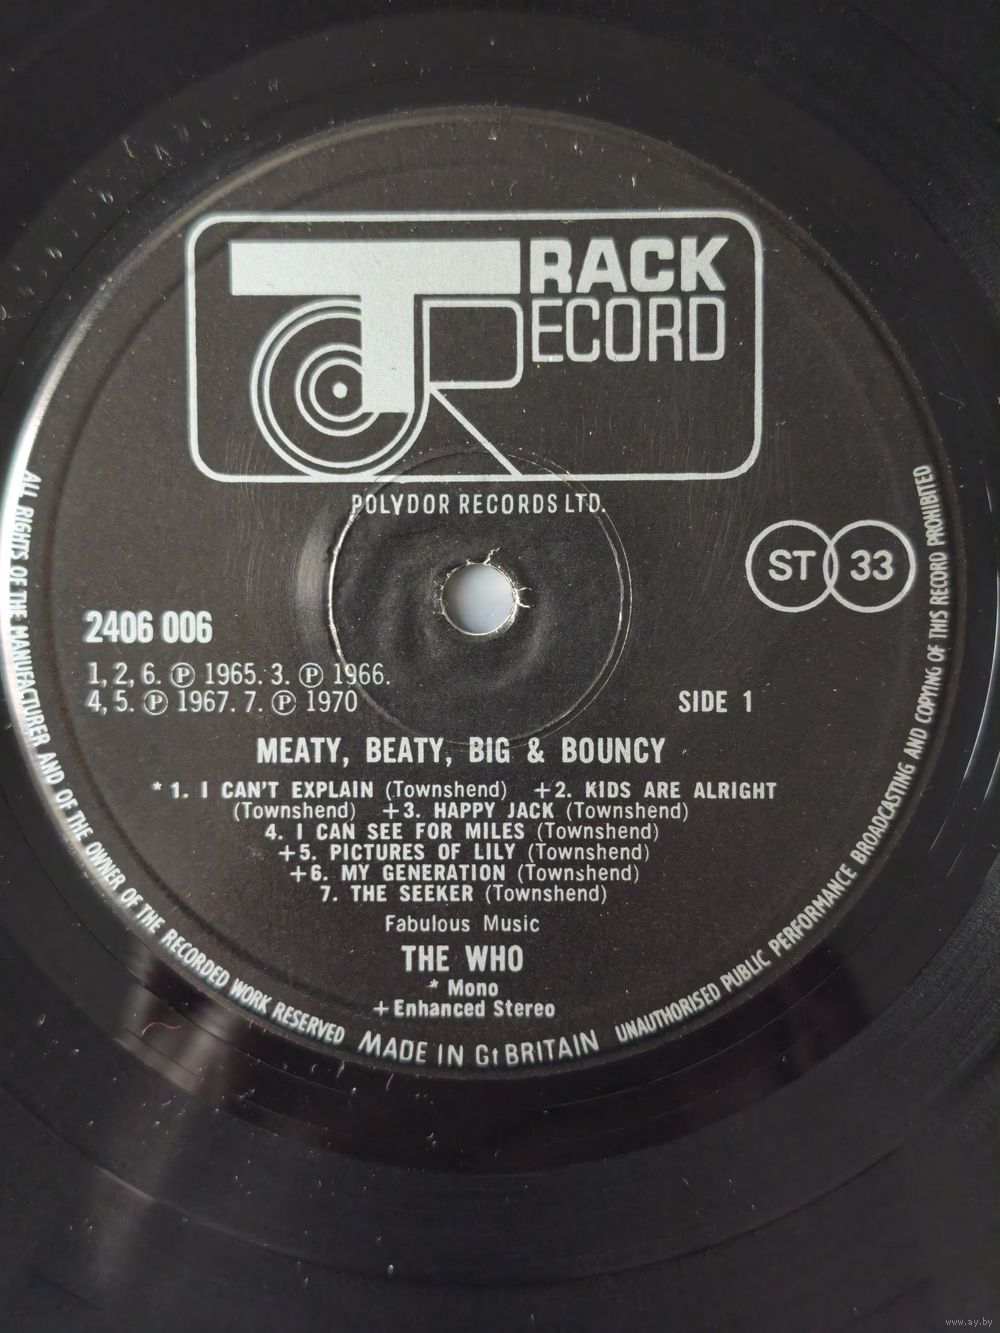 TRACK
RECORD
POLYDOR RECORDS LTD.
ST 33
2406 006
1, 2, 6. Ⓟ 1965. 3. Ⓟ 1966.
4, 5. Ⓟ 1967. 7. Ⓟ 1970
SIDE 1
MEATY, BEATY, BIG & BOUNCY
* 1. I CAN'T EXPLAIN (Townshend) +2. KIDS ARE ALRIGHT
(Townshend) +3. HAPPY JACK (Townshend)
4. I CAN SEE FOR MILES (Townshend)
+5. PICTURES OF LILY (Townshend)
+6. MY GENERATION (Townshend)
7. THE SEEKER (Townshend)
Fabulous Music
THE WHO
* Mono
+Enhanced Stereo
ALL RIGHTS OF THE MANUFACTURER AND OF THE OWNER OF THE RECORDED WORK RESERVED MADE IN Gt BRITAIN UNAUTHORISED PUBLIC PERFORMANCE BROADCASTING AND COPYING OF THIS RECORD PROHIBITED
www.ay.by